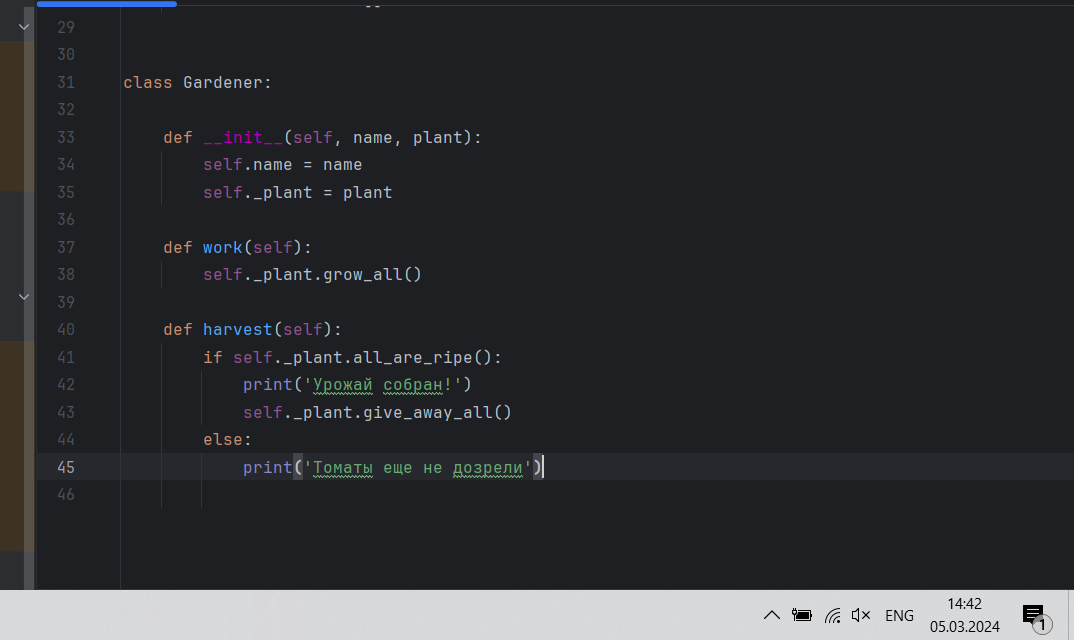 29
30
31 class Gardener:
32
33 def __init__(self, name, plant):
34 self.name = name
35 self._plant = plant
36
37 def work(self):
38 self._plant.grow_all()
39
40 def harvest(self):
41 if self._plant.all_are_ripe():
42 print('Урожай собран!')
43 self._plant.give_away_all()
44 else:
45 print('Томаты еще не дозрели')
46
ENG
14:42
05.03.2024
1